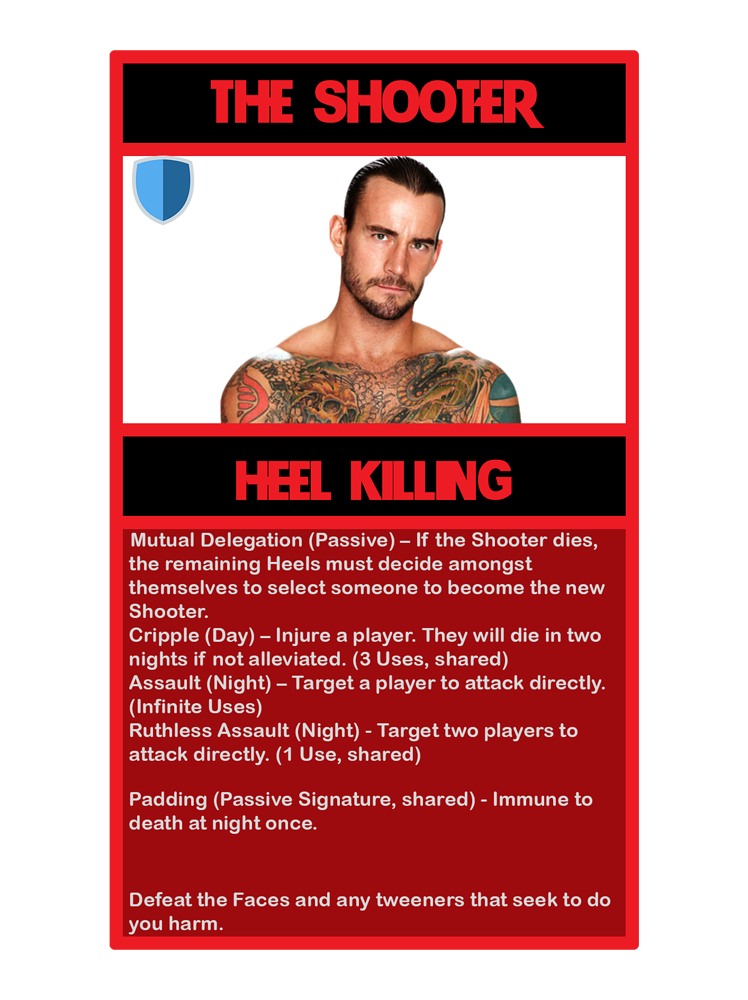 THE SHOOTER
HEEL KILLING
Mutual Delegation (Passive) – If the Shooter dies,
the remaining Heels must decide amongst
themselves to select someone to become the new
Shooter.
Cripple (Day) – Injure a player. They will die in two
nights if not alleviated. (3 Uses, shared)
Assault (Night) – Target a player to attack directly.
(Infinite Uses)
Ruthless Assault (Night) - Target two players to
attack directly. (1 Use, shared)
Padding (Passive Signature, shared) - Immune to
death at night once.
Defeat the Faces and any tweeners that seek to do
you harm.